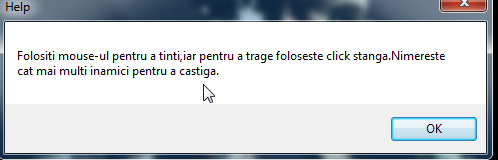 Help
Folositi mouse-ul pentru a tinti,iar pentru a trage foloseste click stanga.Nimereste
cat mai multi inamici pentru a castiga.
OK